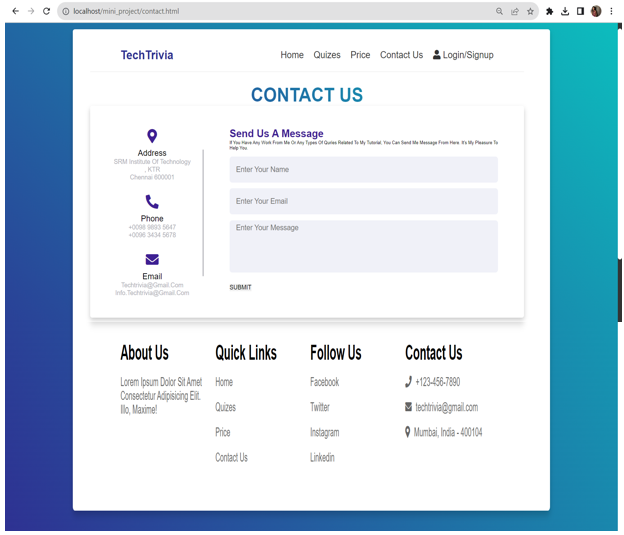 localhost/mini_project/contact.html
TechTrivia
Home Quizes Price Contact Us Login/Signup
CONTACT US
Address
SRM Institute Of Technology
, KTR
Chennai 600001
Phone
+0098 9893 5647
+0096 3434 5678
Email
Techtrivia@Gmail.Com
Info.Techtrivia@Gmail.Com
Send Us A Message
If You Have Any Work From Me Or Any Types Of Quires Related To My Tutorial, You Can Send Me Message From Here. It's My Pleasure To
Help You.
Enter Your Name
Enter Your Email
Enter Your Message
SUBMIT
About Us
Lorem Ipsum Dolor Sit Amet
Consectetur Adipisicing Elit.
Illo, Maxime!
Quick Links
Home
Quizes
Price
Contact Us
Follow Us
Facebook
Twitter
Instagram
Linkedin
Contact Us
+123-456-7890
techtrivia@gmail.com
Mumbai, India - 400104